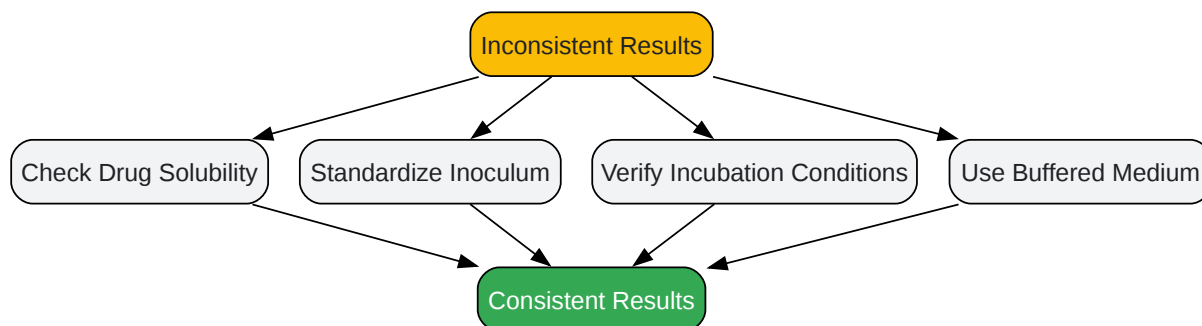 Inconsistent Results
Check Drug Solubility
Standardize Inoculum
Verify Incubation Conditions
Use Buffered Medium
Consistent Results